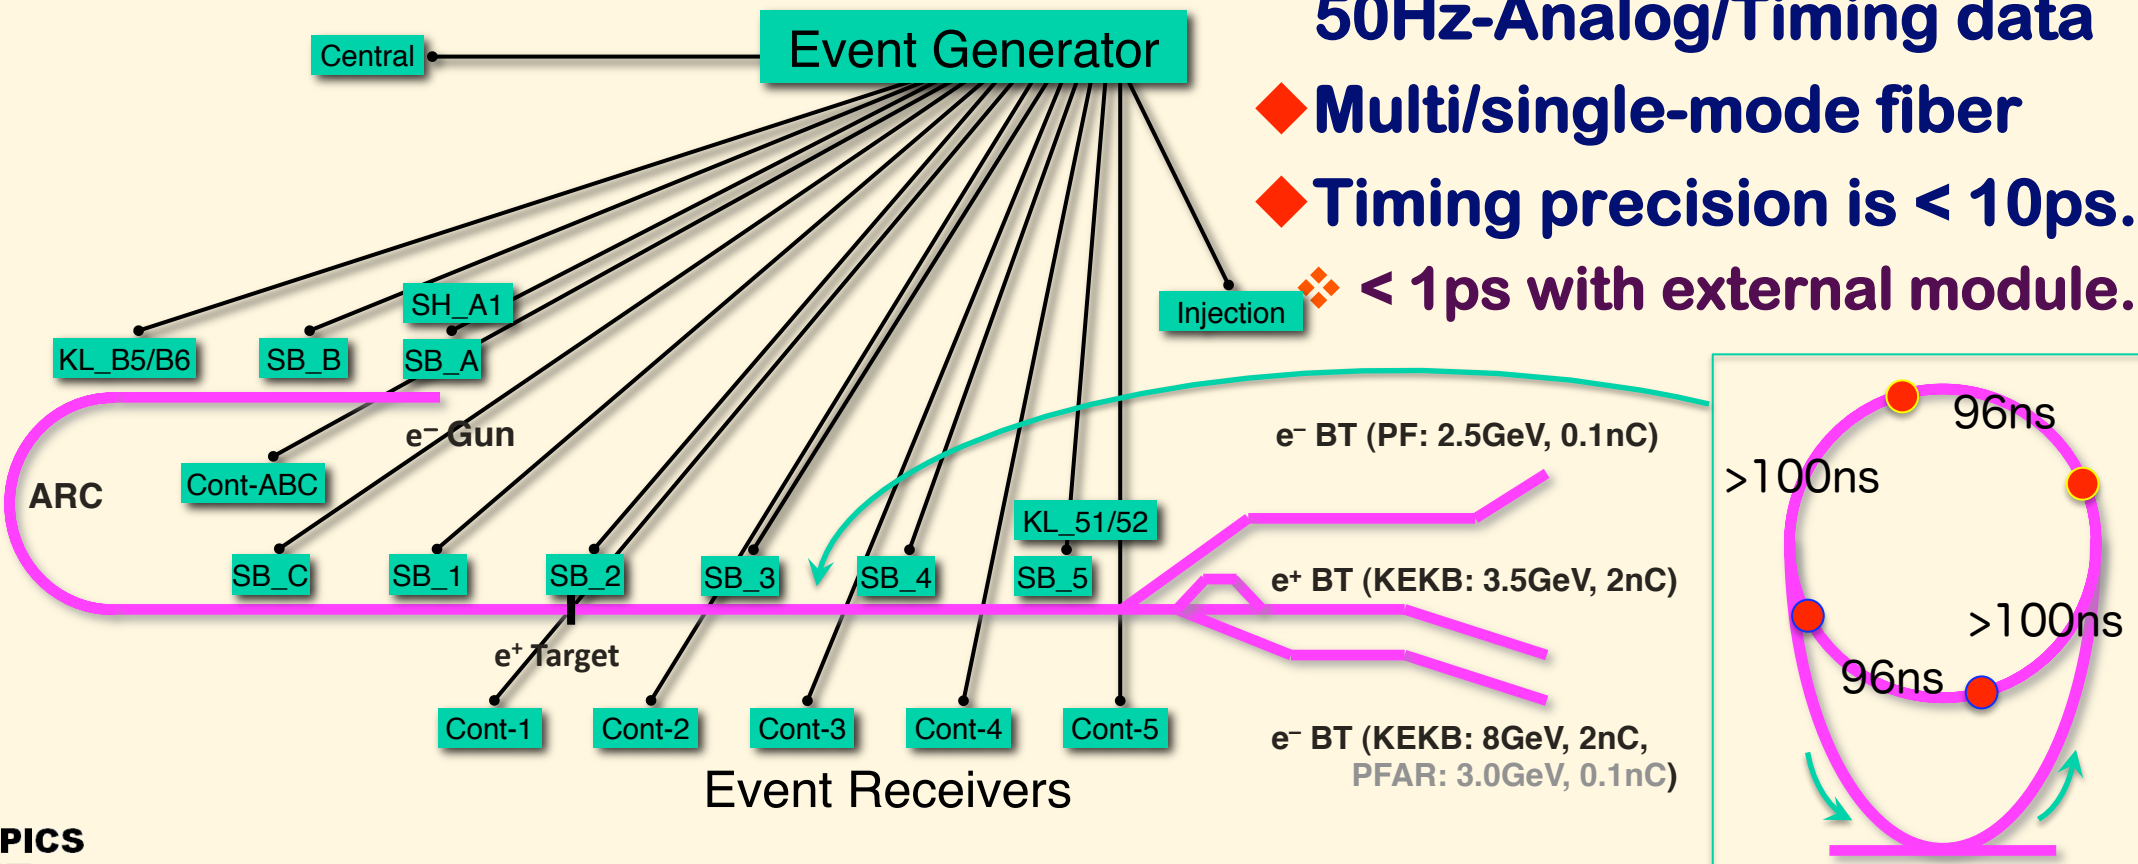 50Hz-Analog/Timing data
Event Generator
Central
Multi/single-mode fiber
Timing precision is < 10ps.
< 1ps with external module.
SH_A1
Injection
KL_B5/B6
SB_B
SB_A
e– Gun
Cont-ABC
ARC
96ns
>100ns
e– BT (PF: 2.5GeV, 0.1nC)
KL_51/52
SB_C
SB_1
SB_2
SB_3
SB_4
SB_5
e+ BT (KEKB: 3.5GeV, 2nC)
>100ns
96ns
e+ Target
Cont-1
Cont-2
Cont-3
Cont-4
Cont-5
e– BT (KEKB: 8GeV, 2nC,
PFAR: 3.0GeV, 0.1nC)
Event Receivers
PICS